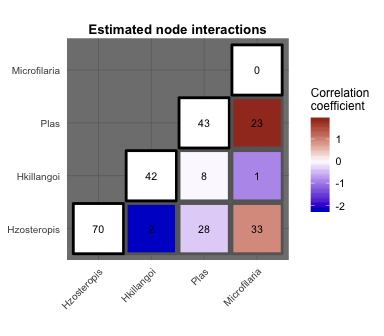 Estimated node interactions
Microfilaria
0
Plas
43
23
Hkillangoi
42
8
1
Hzosteropis
70
2
28
33
Hzosteropis
Hkillangoi
Plas
Microfilaria
Correlation
coefficient
1
0
-1
-2